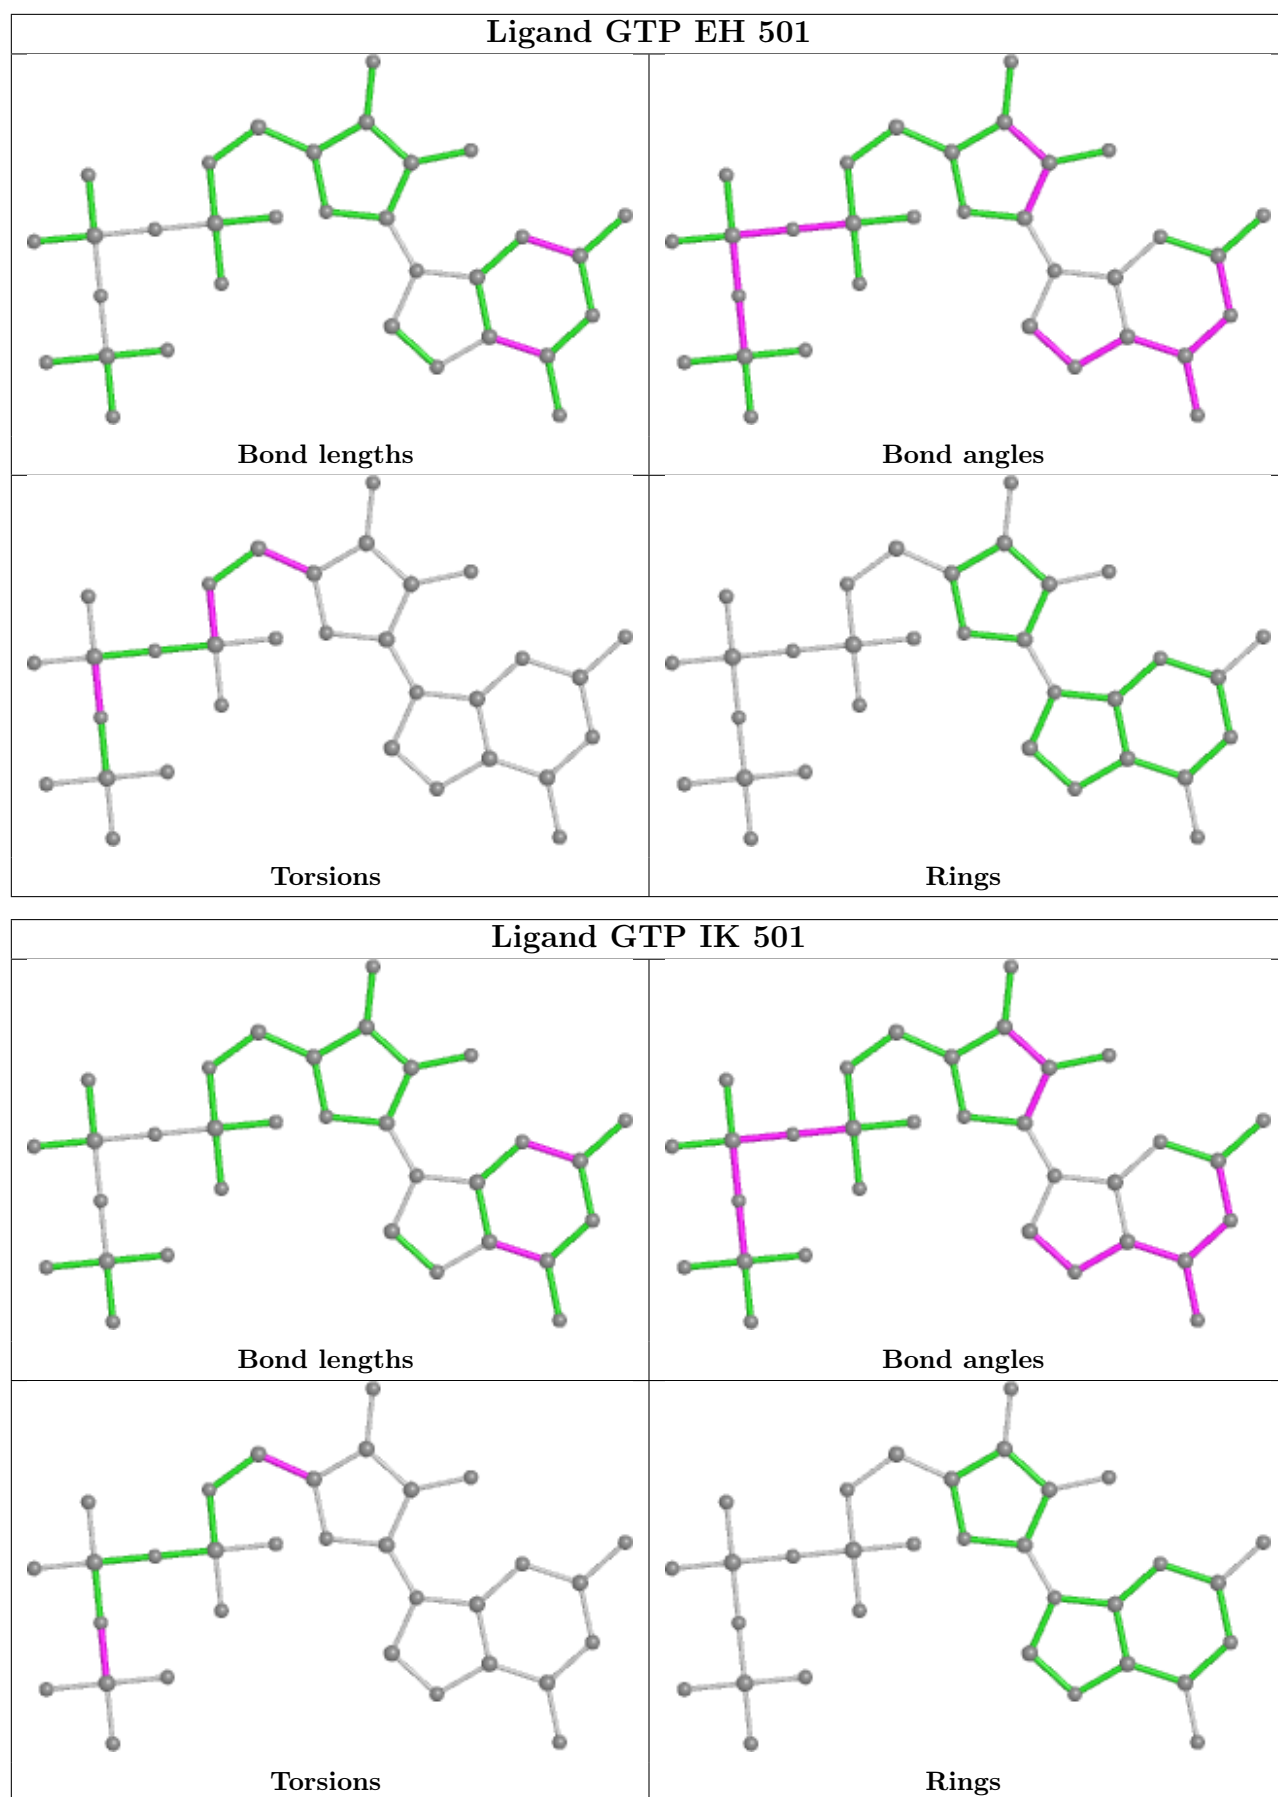 Ligand GTP EH 501
Bond lengths
Bond angles
Torsions
Rings
Ligand GTP IK 501
Bond lengths
Bond angles
Torsions
Rings